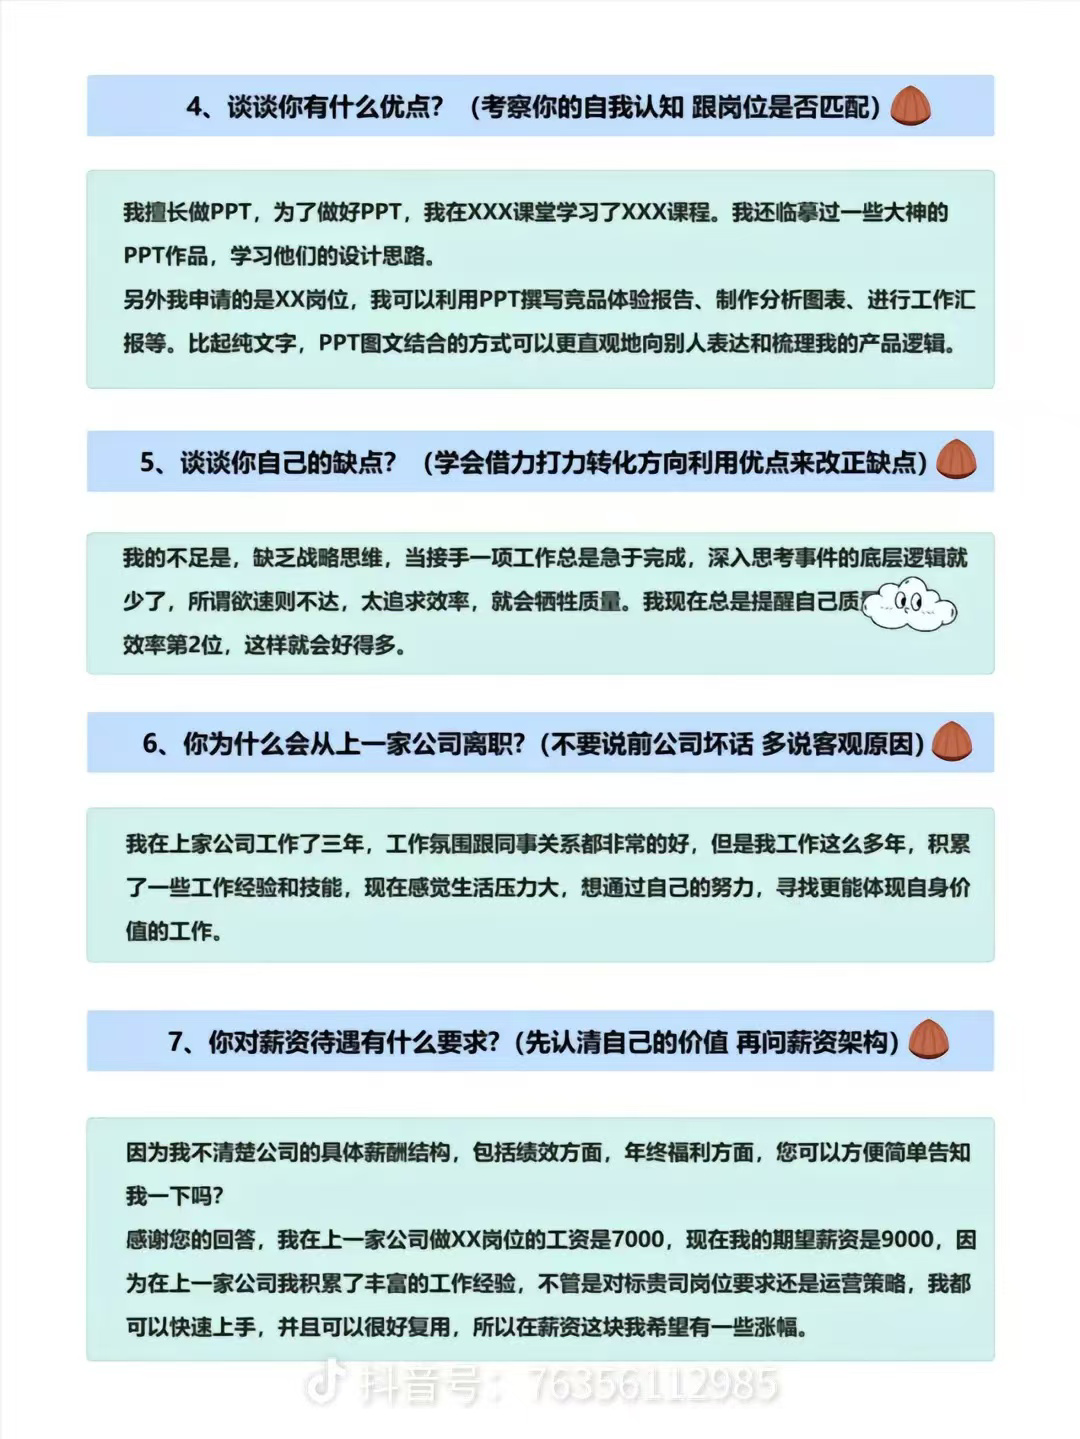 4、谈谈你有什么优点？（考察你的自我认知 跟岗位是否匹配）
我擅长做PPT，为了做好PPT，我在XXX课堂学习了XXX课程。我还临摹过一些大神的
PPT作品，学习他们的设计思路。
另外我申请的是XX岗位，我可以利用PPT撰写竞品体验报告、制作分析图表、进行工作汇
报等。比起纯文字，PPT图文结合的方式可以更直观地向别人表达和梳理我的产品逻辑。
5、谈谈你自己的缺点？（学会借力打力转化方向利用优点来改正缺点）
我的不足是，缺乏战略思维，当接手一项工作总是急于完成，深入思考事件的底层逻辑就
少了，所谓欲速则不达，太追求效率，就会牺牲质量。我现在总是提醒自己质
效率第2位，这样就会好得多。
6、你为什么会从上一家公司离职?（不要说前公司坏话 多说客观原因）
我在上家公司工作了三年，工作氛围跟同事关系都非常的好，但是我工作这么多年，积累
了一些工作经验和技能，现在感觉生活压力大，想通过自己的努力，寻找更能体现自身价
值的工作。
7、你对薪资待遇有什么要求?（先认清自己的价值 再问薪资架构）
因为我不清楚公司的具体薪酬结构，包括绩效方面，年终福利方面，您可以方便简单告知
我一下吗？
感谢您的回答，我在上一家公司做XX岗位的工资是7000，现在我的期望薪资是9000，因
为在上一家公司我积累了丰富的工作经验，不管是对标贵司岗位要求还是运营策略，我都
可以快速上手，并且可以很好复用，所以在薪资这块我希望有一些涨幅。
抖音号：76356112985